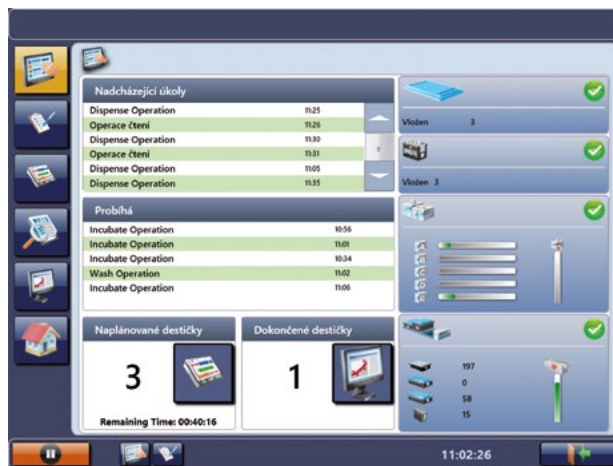 Nadcházející úkoly
Dispense Operation 11:25
Operace čtení 11:26
Dispense Operation 11:30
Operace čtení 11:31
Dispense Operation 11:05
Dispense Operation 11:35
Vložen 3
Vložen 3
Probíhá
Incubate Operation 10:56
Incubate Operation 11:01
Incubate Operation 10:34
Wash Operation 11:02
Incubate Operation 11:06
A
B
C
D
E
Naplánované destičky
3
Remaining Time: 00:40:16
Dokončené destičky
1
197
0
58
15
11:02:26